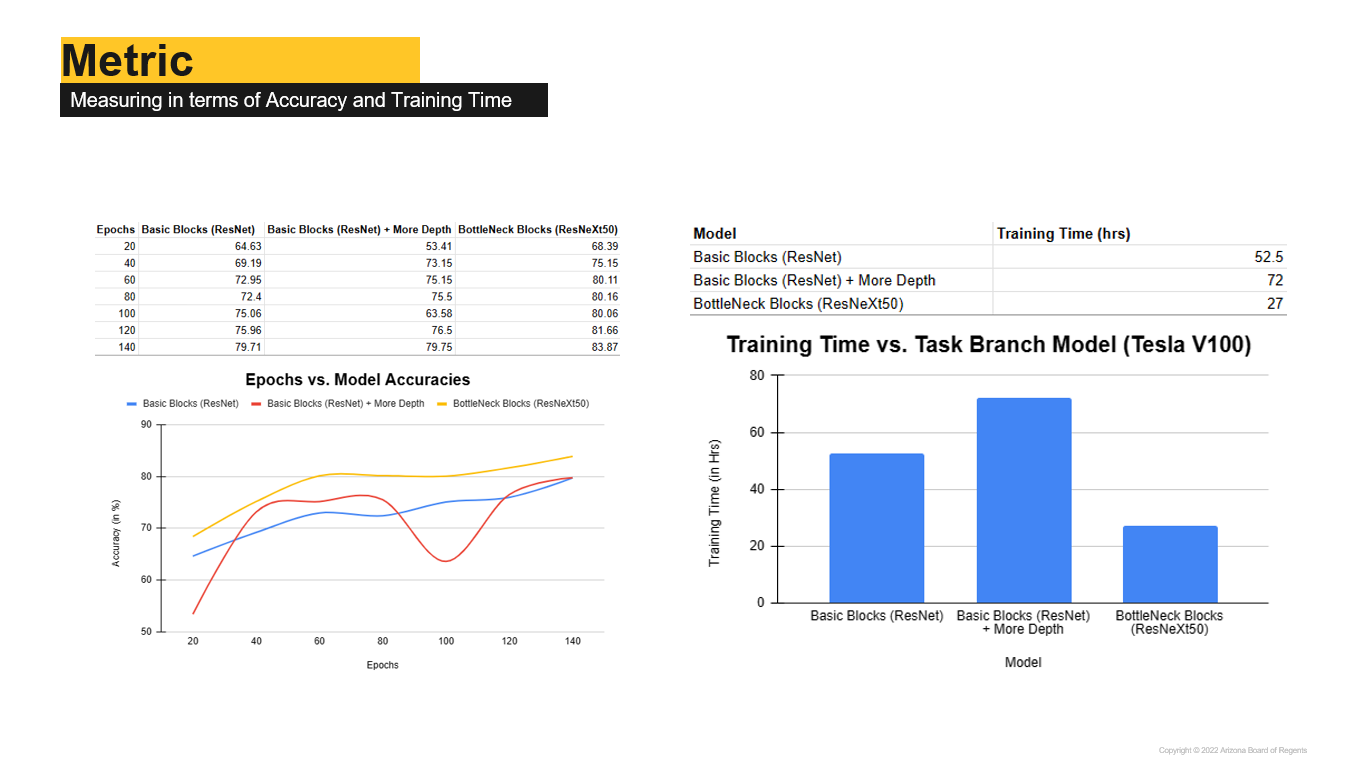 Metric
Measuring in terms of Accuracy and Training Time
Epochs Basic Blocks (ResNet) Basic Blocks (ResNet) + More Depth BottleNeck Blocks (ResNeXt50)
20 64.63 53.41 68.39
40 69.19 73.15 75.15
60 72.95 75.15 80.11
80 72.4 75.5 80.16
100 75.06 63.58 80.06
120 75.96 76.5 81.66
140 79.71 79.75 83.87
Epochs vs. Model Accuracies
Basic Blocks (ResNet) Basic Blocks (ResNet) + More Depth BottleNeck Blocks (ResNeXt50)
90
80
70
60
50
Accuracy (in %)
20 40 60 80 100 120 140
Epochs
Model Training Time (hrs)
Basic Blocks (ResNet) 52.5
Basic Blocks (ResNet) + More Depth 72
BottleNeck Blocks (ResNeXt50) 27
Training Time vs. Task Branch Model (Tesla V100)
80
60
40
20
0
Training Time (in Hrs)
Basic Blocks (ResNet) Basic Blocks (ResNet) BottleNeck Blocks
+ More Depth (ResNeXt50)
Model
Copyright © 2022 Arizona Board of Regents